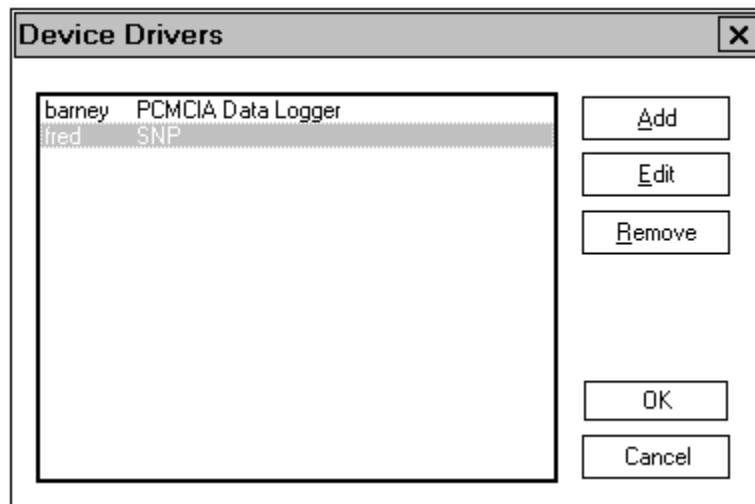 Device Drivers
barney PCMCIA Data Logger
fred SNP
Add
Edit
Remove
OK
Cancel